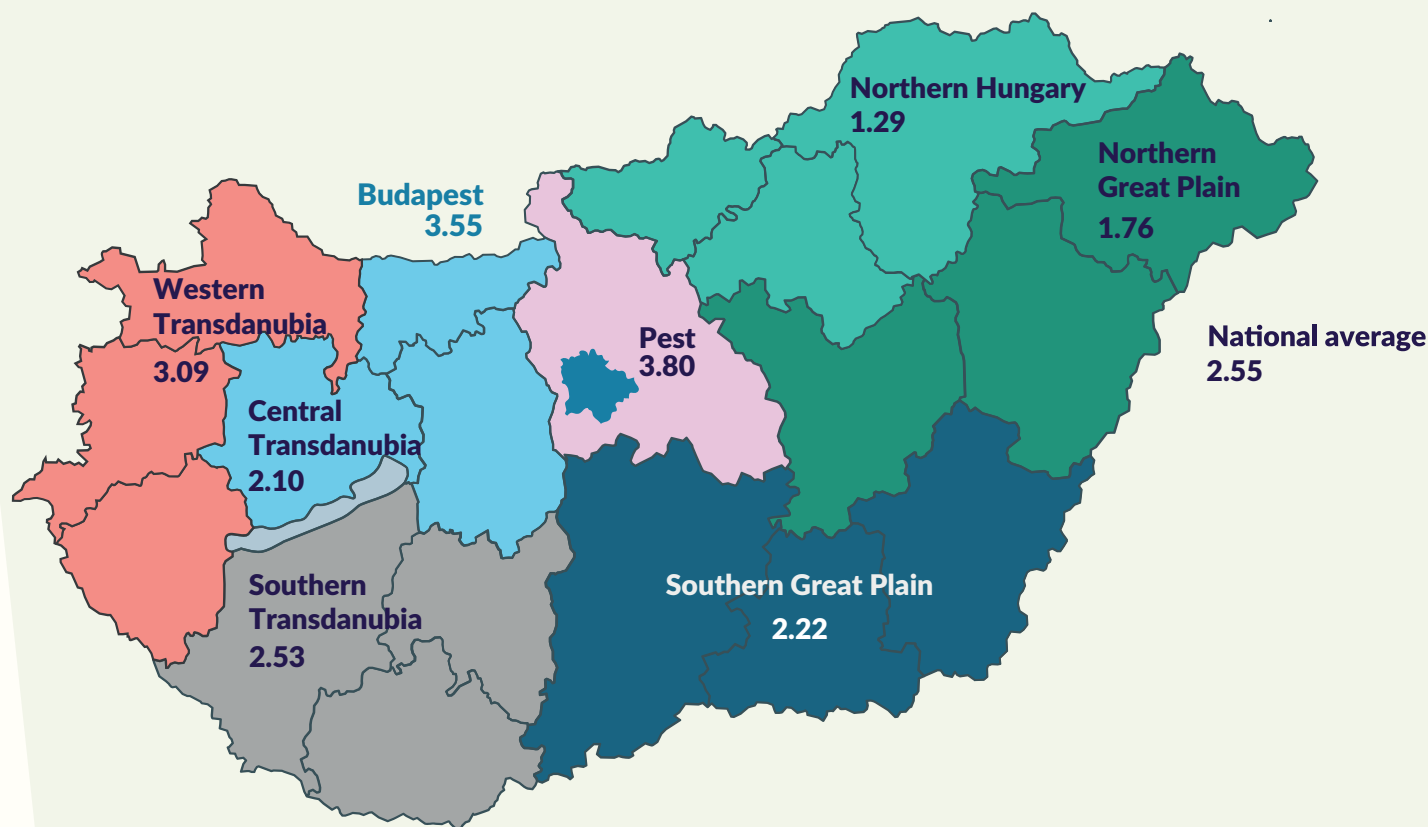 Northern Hungary
1.29
Northern
Great Plain
1.76
Budapest
3.55
Western
Transdanubia
3.09
Pest
3.80
National average
2.55
Central
Transdanubia
2.10
Southern
Transdanubia
2.53
Southern Great Plain
2.22